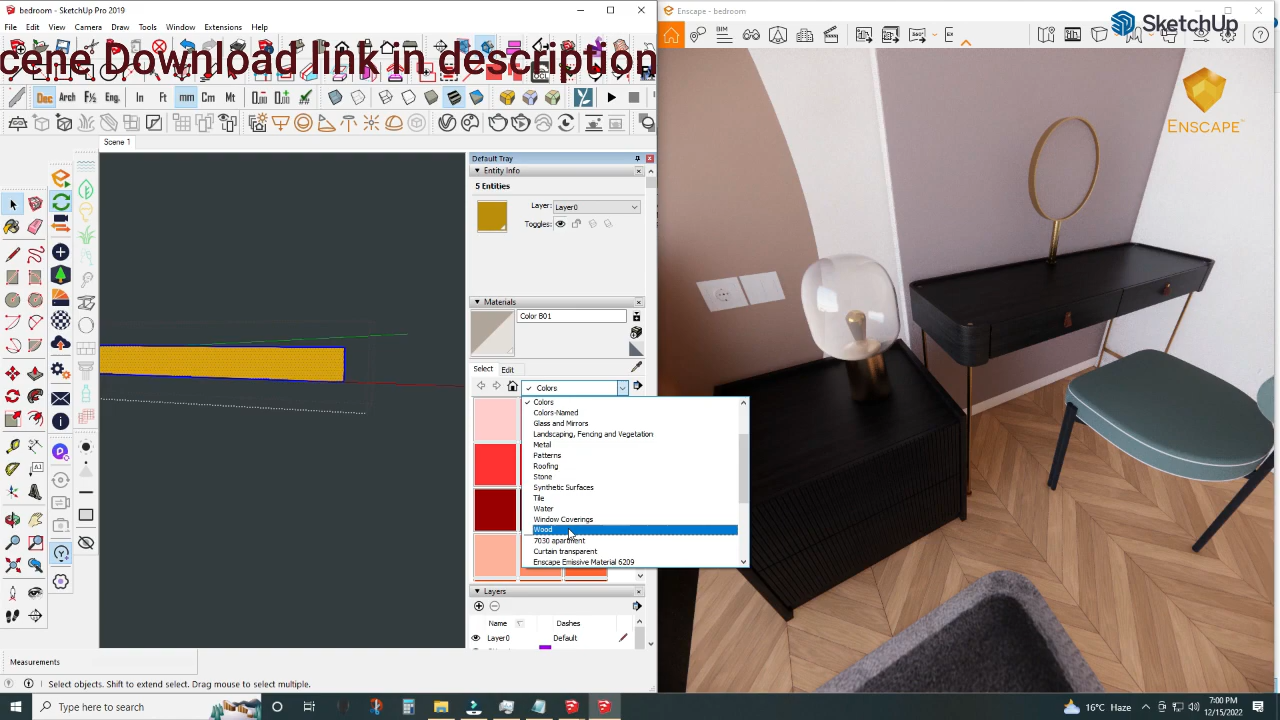 bedroom - SketchUp Pro 2019
Enscape - bedroom
SketchUp
File Edit View Camera Draw Tools Window Extensions Help
cene Download link in description
Dec Arch F½ Eng. In Ft mm Cm Mt
Scene 1
Default Tray
Entity Info
5 Entities
Layer: Layer0
Toggles:
ENSCAPE
Materials
Color B01
Select Edit
Colors
Colors
Colors-Named
Glass and Mirrors
Landscaping, Fencing and Vegetation
Metal
Patterns
Roofing
Stone
Synthetic Surfaces
Tile
Water
Window Coverings
Wood
7030 apartment
Curtain transparent
Enscape Emissive Material 6209
Layers
Name Dashes
Layer0 Default
Measurements
Select objects. Shift to extend select. Drag mouse to select multiple.
Type here to search
16°C Haze
7:00 PM
12/15/2022